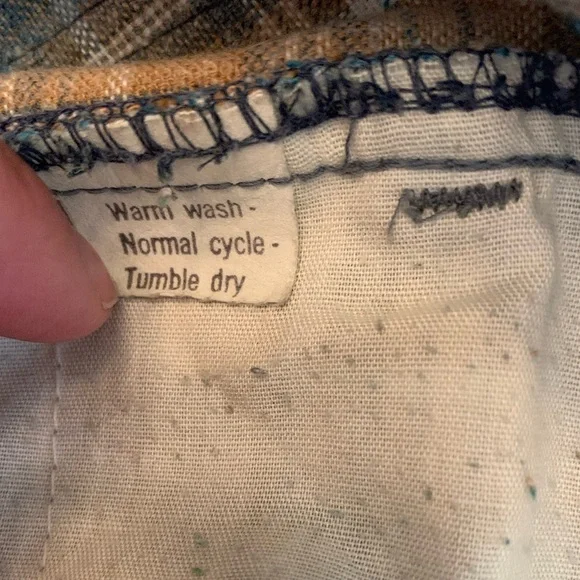 Warm wash -
Normal cycle -
Tumble dry